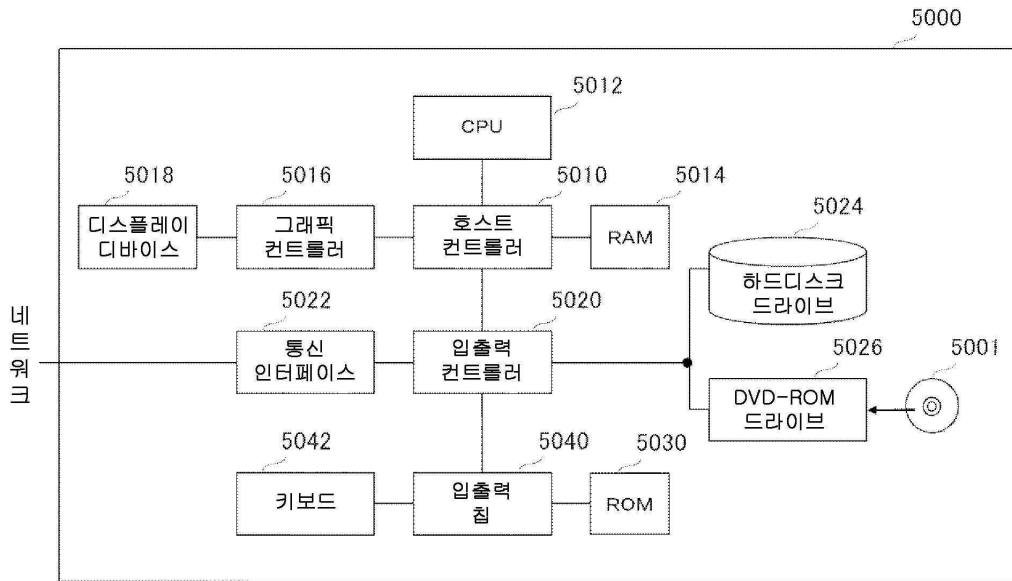 5000
5012
CPU
5018
5016
5010
5014
디스플레이
디바이스
그래픽
컨트롤러
호스트
컨트롤러
RAM
5024
하드디스크
드라이브
5022
5020
네트워크
통신
인터페이스
입출력
컨트롤러
5026
5001
DVD-ROM
드라이브
5042
5040
5030
키보드
입출력
칩
ROM